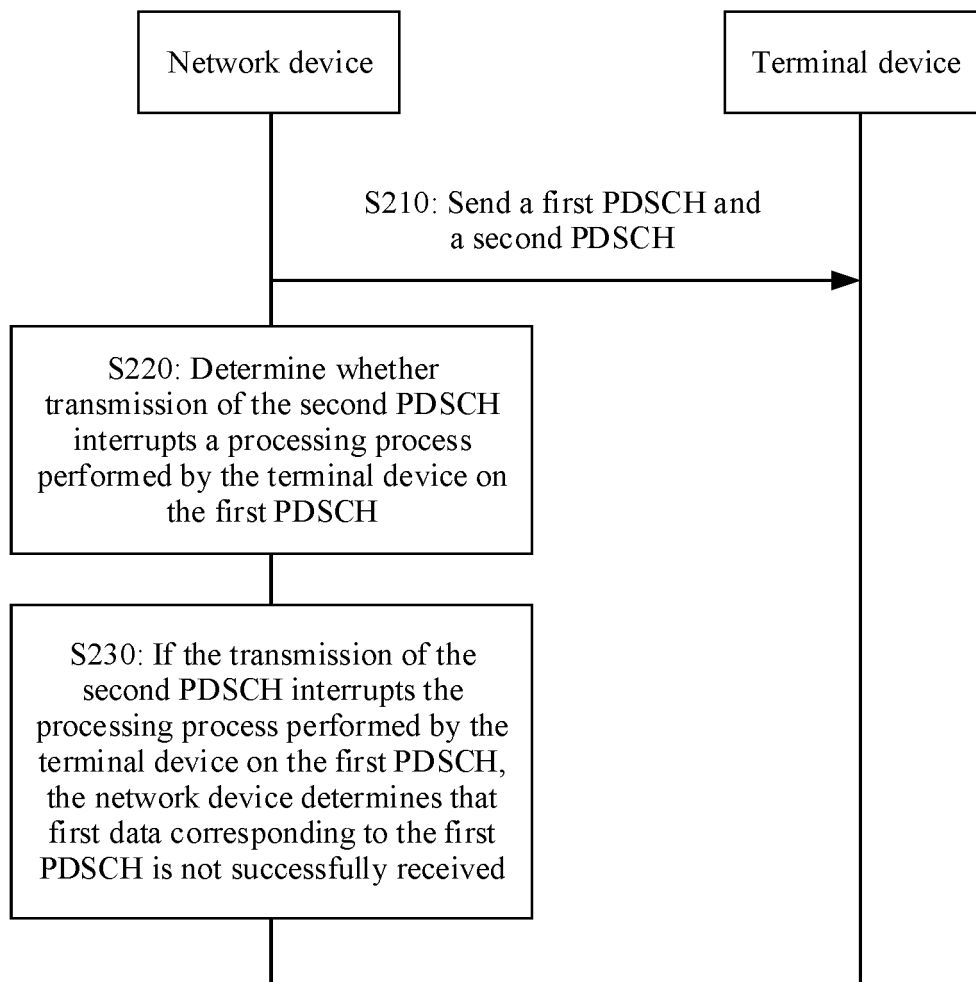 Network device
Terminal device
S210: Send a first PDSCH and
a second PDSCH
S220: Determine whether
transmission of the second PDSCH
interrupts a processing process
performed by the terminal device on
the first PDSCH
S230: If the transmission of the
second PDSCH interrupts the
processing process performed by the
terminal device on the first PDSCH,
the network device determines that
first data corresponding to the first
PDSCH is not successfully received